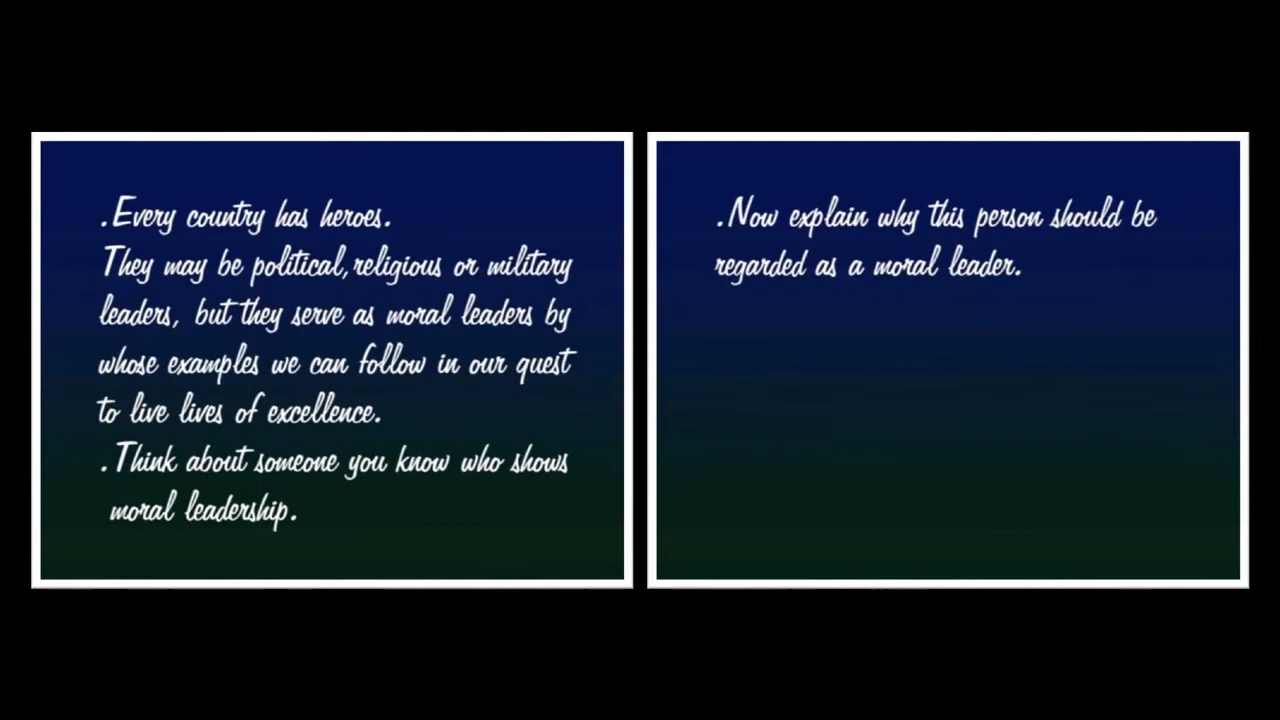 .Every country has heroes.
They may be political,religious or military
leaders, but they serve as moral leaders by
whose examples we can follow in our quest
to live lives of excellence.
.Think about someone you know who shows
moral leadership.
.Now explain why this person should be
regarded as a moral leader.